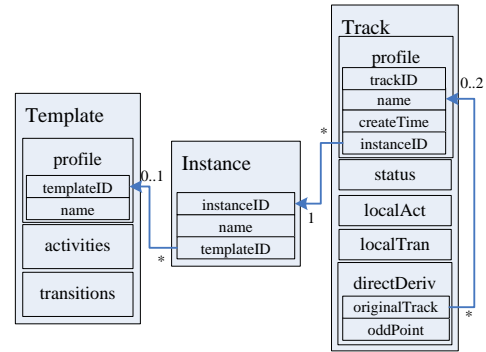 Template
profile
templateID
name
activities
transitions
0..1
*
Instance
instanceID
name
templateID
*
1
Track
profile
trackID
name
createTime
instanceID
status
localAct
localTran
directDeriv
originalTrack
oddPoint
0..2
*